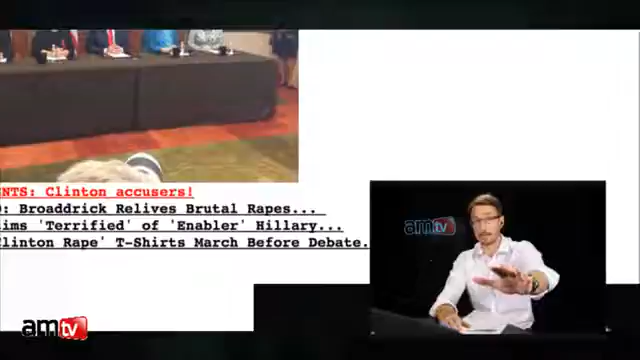 NTS: Clinton accusers!
: Broaddrick Relives Brutal Rapes...
ims 'Terrified' of 'Enabler' Hillary...
linton Rape' T-Shirts March Before Debate.
amtv
amtv